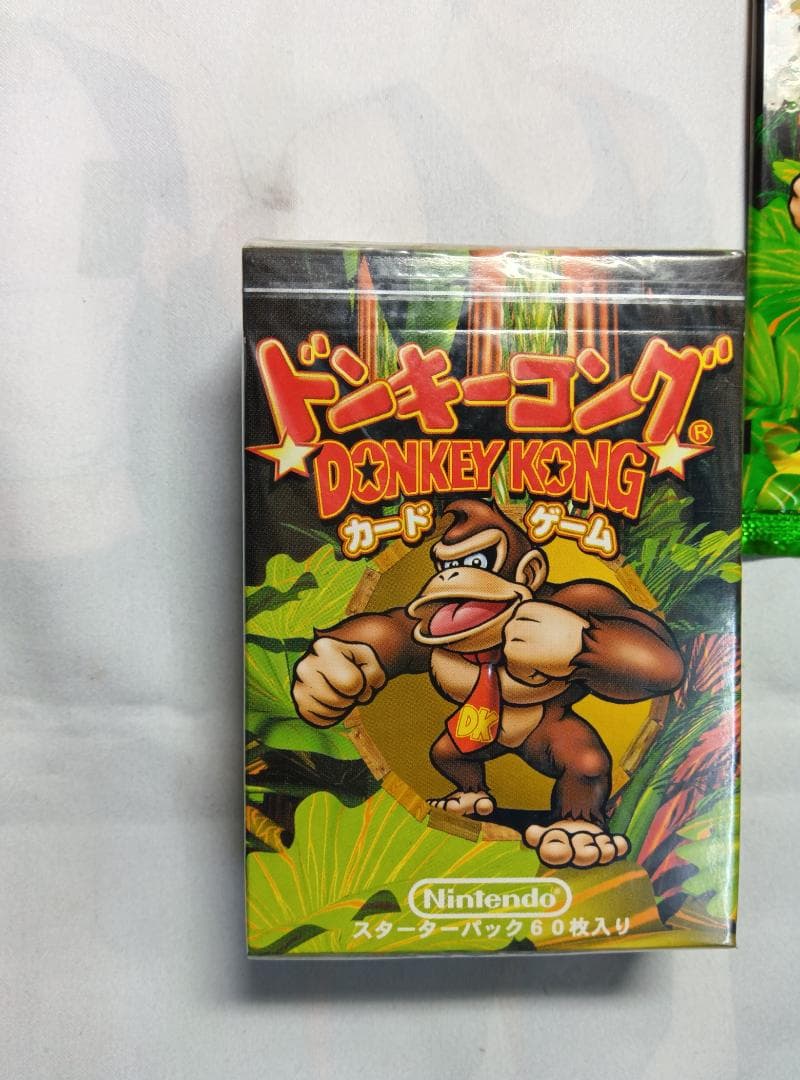 ドンキーコング®
DONKEY KONG
カード ゲーム
DK
Nintendo®
スターターパック60枚入り